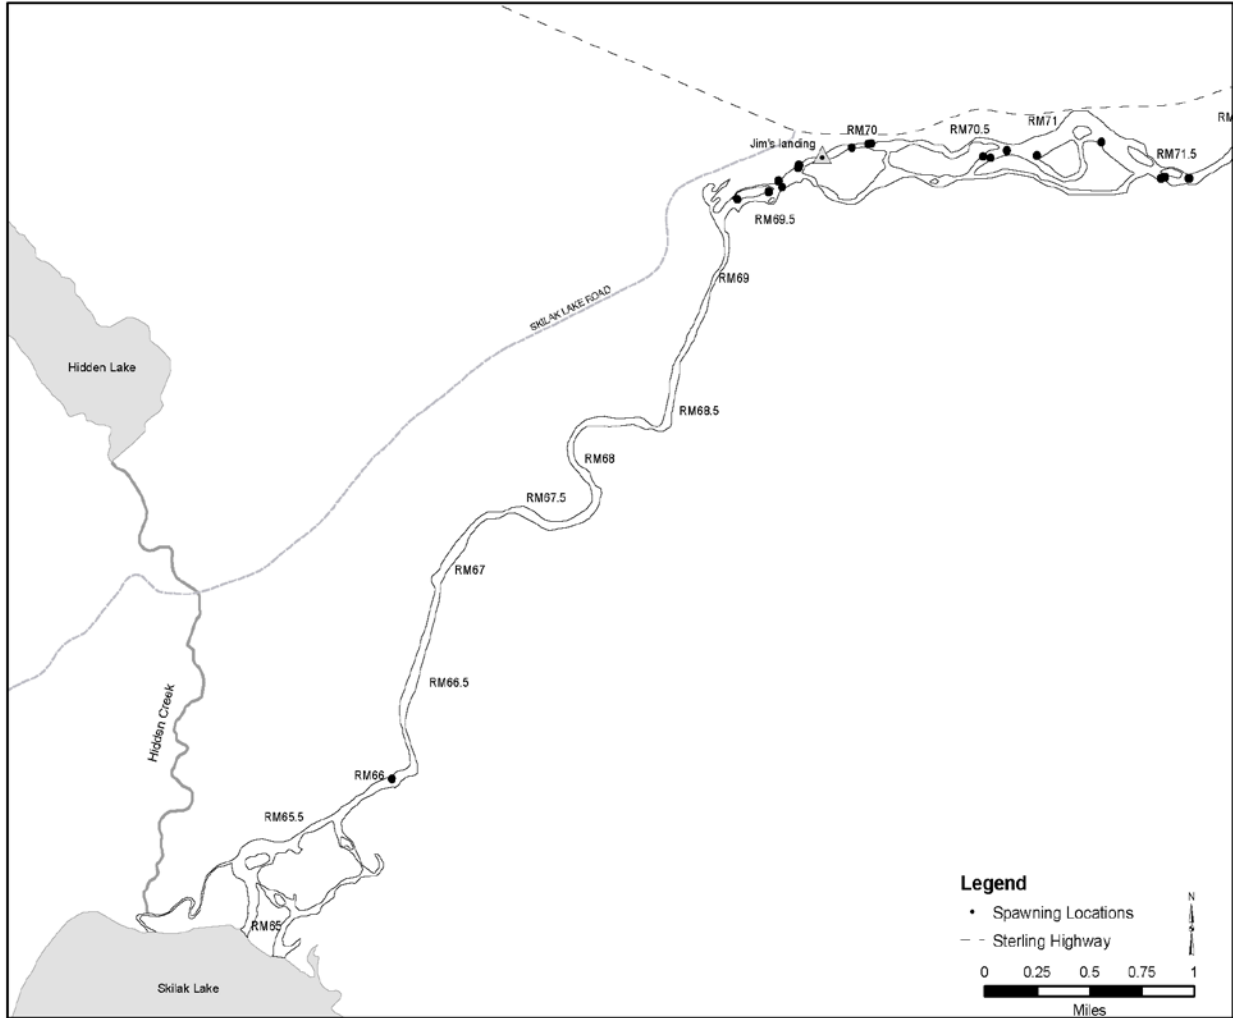 RM
RM70
RM70.5
RM71
Jim's landing
RM71.5
RM69.5
RM69
SKILAK LAKE ROAD
Hidden Lake
RM68.5
RM68
RM67.5
RM67
RM66.5
Hidden Creek
RM66
RM65.5
RM65
Skilak Lake
Legend
Spawning Locations
Sterling Highway
N
0 0.25 0.5 0.75 1
Miles